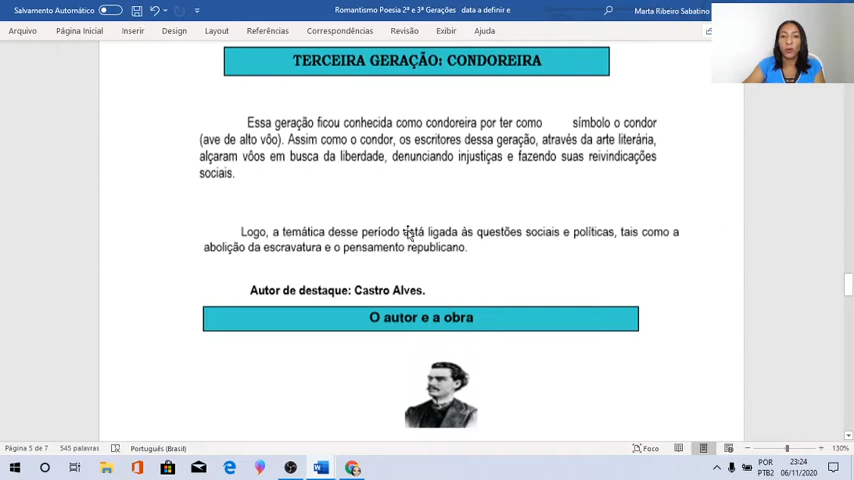 Salvamento Automático
Romantismo Poesia 2ª e 3ª Gerações data a definir e
Marta Ribeiro Sabatino
Arquivo Página Inicial Inserir Design Layout Referências Correspondências Revisão Exibir Ajuda
TERCEIRA GERAÇÃO: CONDOREIRA
Essa geração ficou conhecida como condoreira por ter como símbolo o condor
(ave de alto vôo). Assim como o condor, os escritores dessa geração, através da arte literária,
alçaram vôos em busca da liberdade, denunciando injustiças e fazendo suas reivindicações
sociais.
Logo, a temática desse período está ligada às questões sociais e políticas, tais como a
abolição da escravatura e o pensamento republicano.
Autor de destaque: Castro Alves.
O autor e a obra
Página 5 de 7 545 palavras Português (Brasil) Foco 130%
POR 23:24
PTB2 06/11/2020